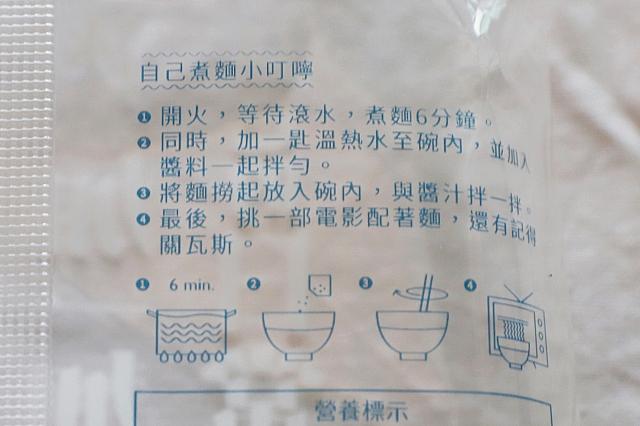 自己煮麵小叮嚀
❶ 開火，等待滾水，煮麵6分鐘。
❷ 同時，加一匙溫熱水至碗內，並加入
醬料一起拌勻。
❸ 將麵撈起放入碗內，與醬汁拌一拌。
❹ 最後，挑一部電影配著麵，還有記得
關瓦斯。
❶ 6 min. ❷ ❸ ❹
營養標示